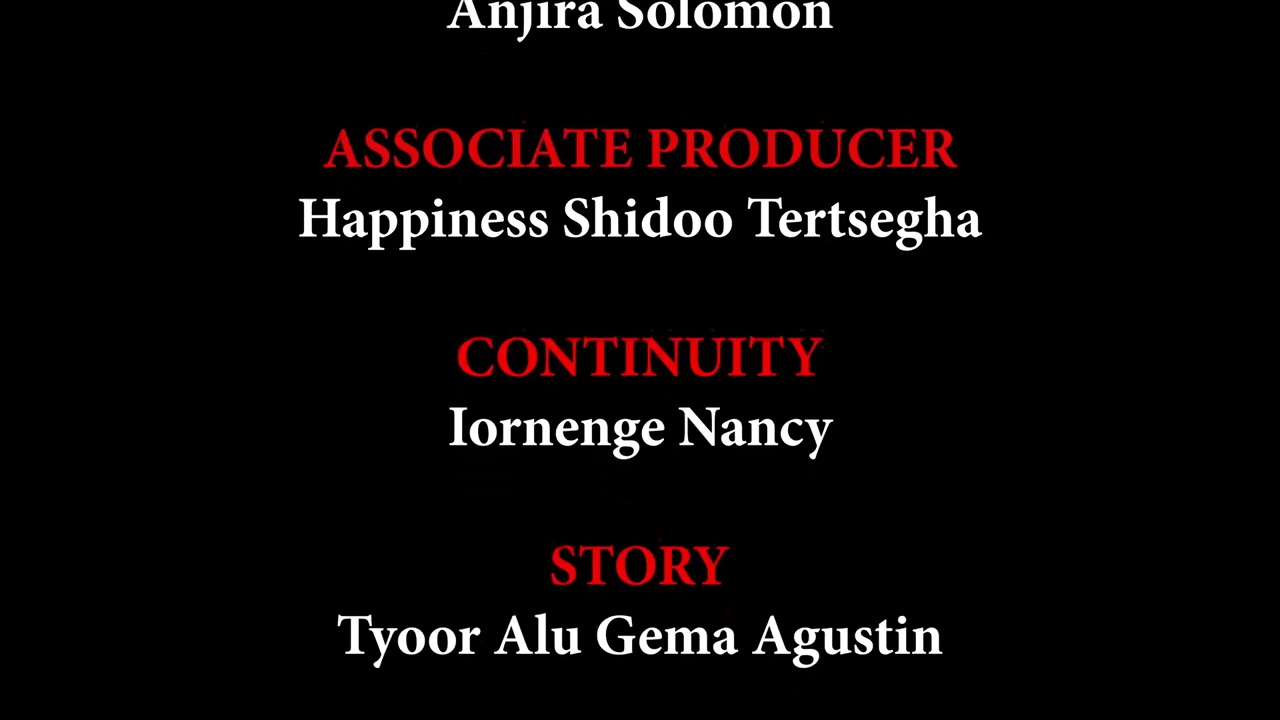 Anjira Solomon
ASSOCIATE PRODUCER
Happiness Shidoo Tertsegha
CONTINUITY
Iornenge Nancy
STORY
Tyoor Alu Gema Agustin